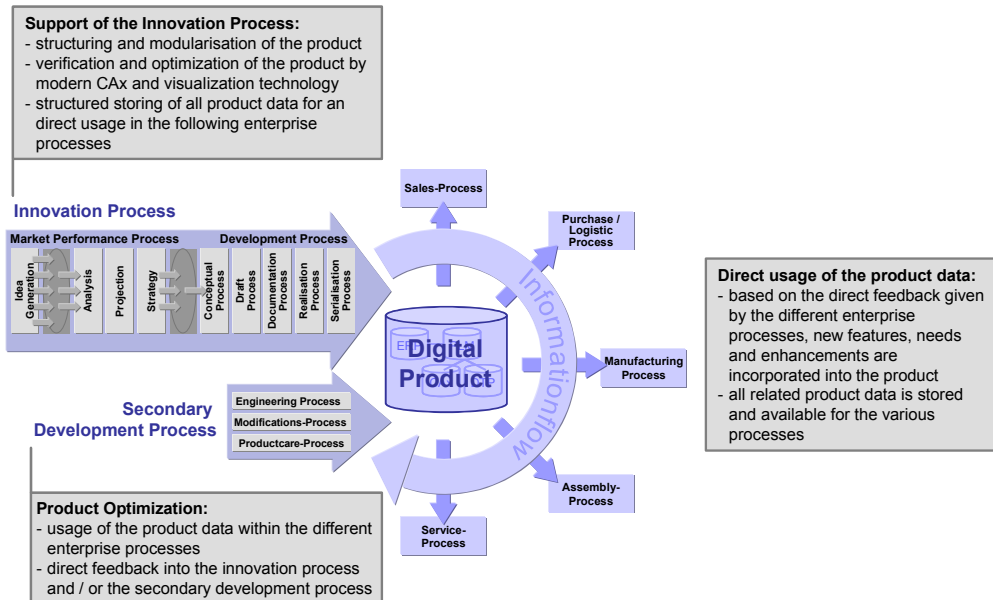 Support of the Innovation Process:
- structuring and modularisation of the product
- verification and optimization of the product by
modern CAx and visualization technology
- structured storing of all product data for an
direct usage in the following enterprise
processes
Innovation Process
Market Performance Process
Development Process
Idea
Generation
Analysis
Projection
Strategy
Conceptual
Process
Draft
Process
Documentation
Process
Realisation
Process
Serialisation
Process
Sales-Process
Purchase /
Logistic
Process
Informationflow
Digital
Product
Manufacturing
Process
Direct usage of the product data:
- based on the direct feedback given
by the different enterprise
processes, new features, needs
and enhancements are
incorporated into the product
- all related product data is stored
and available for the various
processes
Secondary
Development Process
Engineering Process
Modifications-Process
Productcare-Process
Assembly-
Process
Service-
Process
Product Optimization:
- usage of the product data within the different
enterprise processes
- direct feedback into the innovation process
and / or the secondary development process